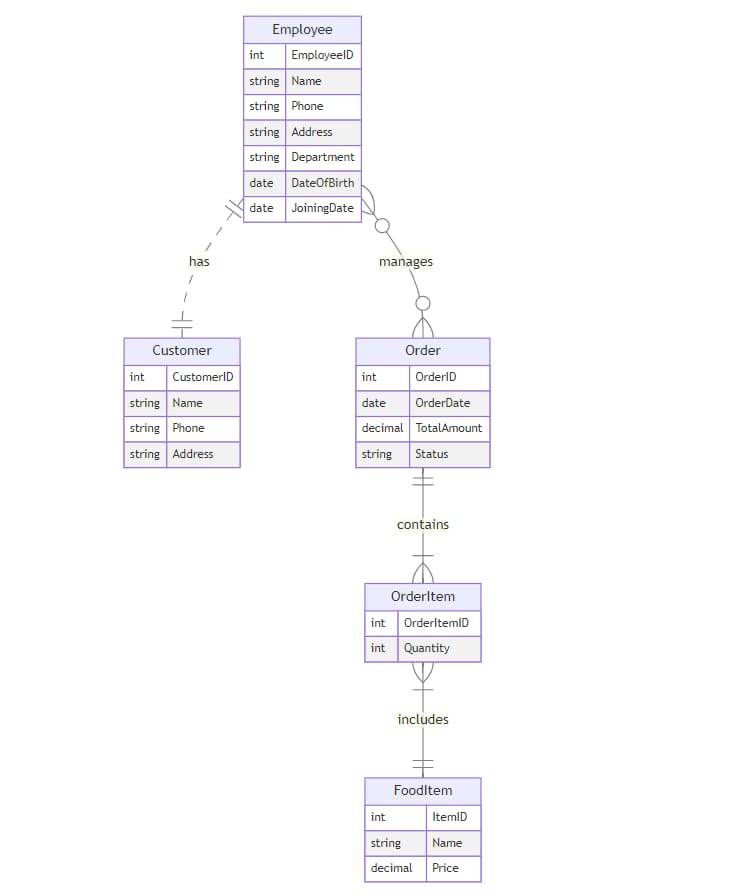 Employee
int EmployeeID
string Name
string Phone
string Address
string Department
date DateOfBirth
date JoiningDate
has
manages
Customer
int CustomerID
string Name
string Phone
string Address
Order
int OrderID
date OrderDate
decimal TotalAmount
string Status
contains
OrderItem
int OrderItemID
int Quantity
includes
FoodItem
int ItemID
string Name
decimal Price